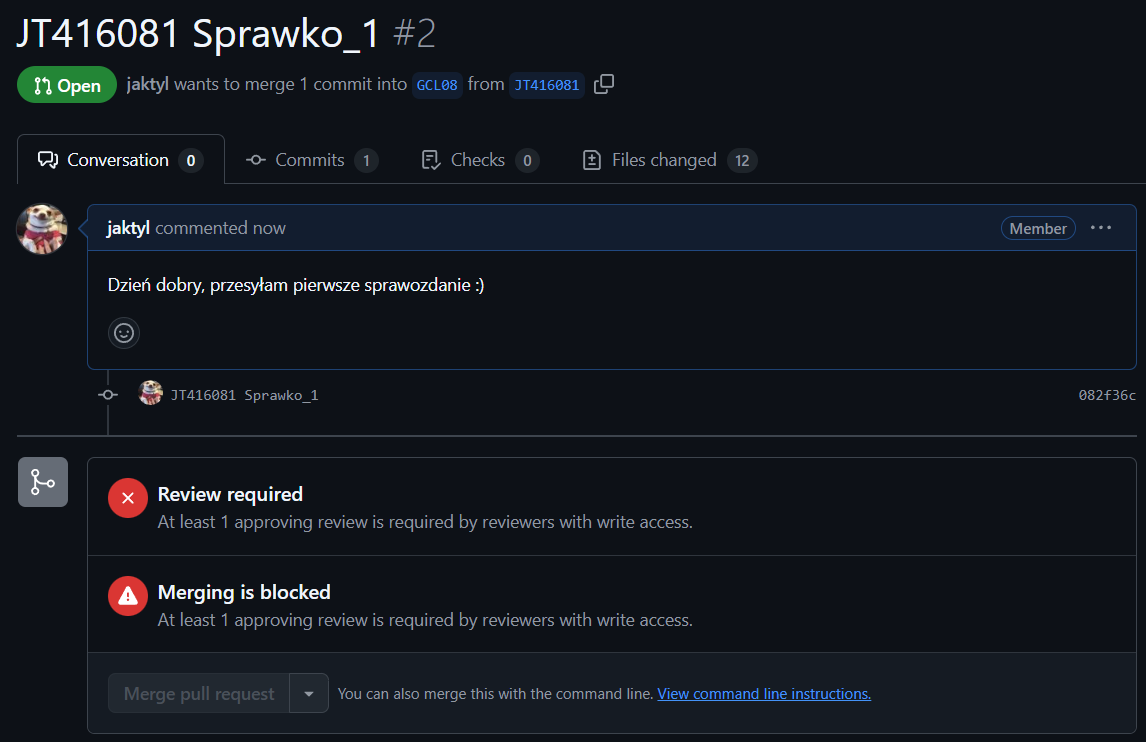 JT416081 Sprawko_1 #2
Open jaktyl wants to merge 1 commit into GCL08 from JT416081
Conversation 0 Commits 1 Checks 0 Files changed 12
jaktyl commented now Member
Dzień dobry, przesyłam pierwsze sprawozdanie :)
JT416081 Sprawko_1 082f36c
Review required
At least 1 approving review is required by reviewers with write access.
Merging is blocked
At least 1 approving review is required by reviewers with write access.
Merge pull request You can also merge this with the command line. View command line instructions.